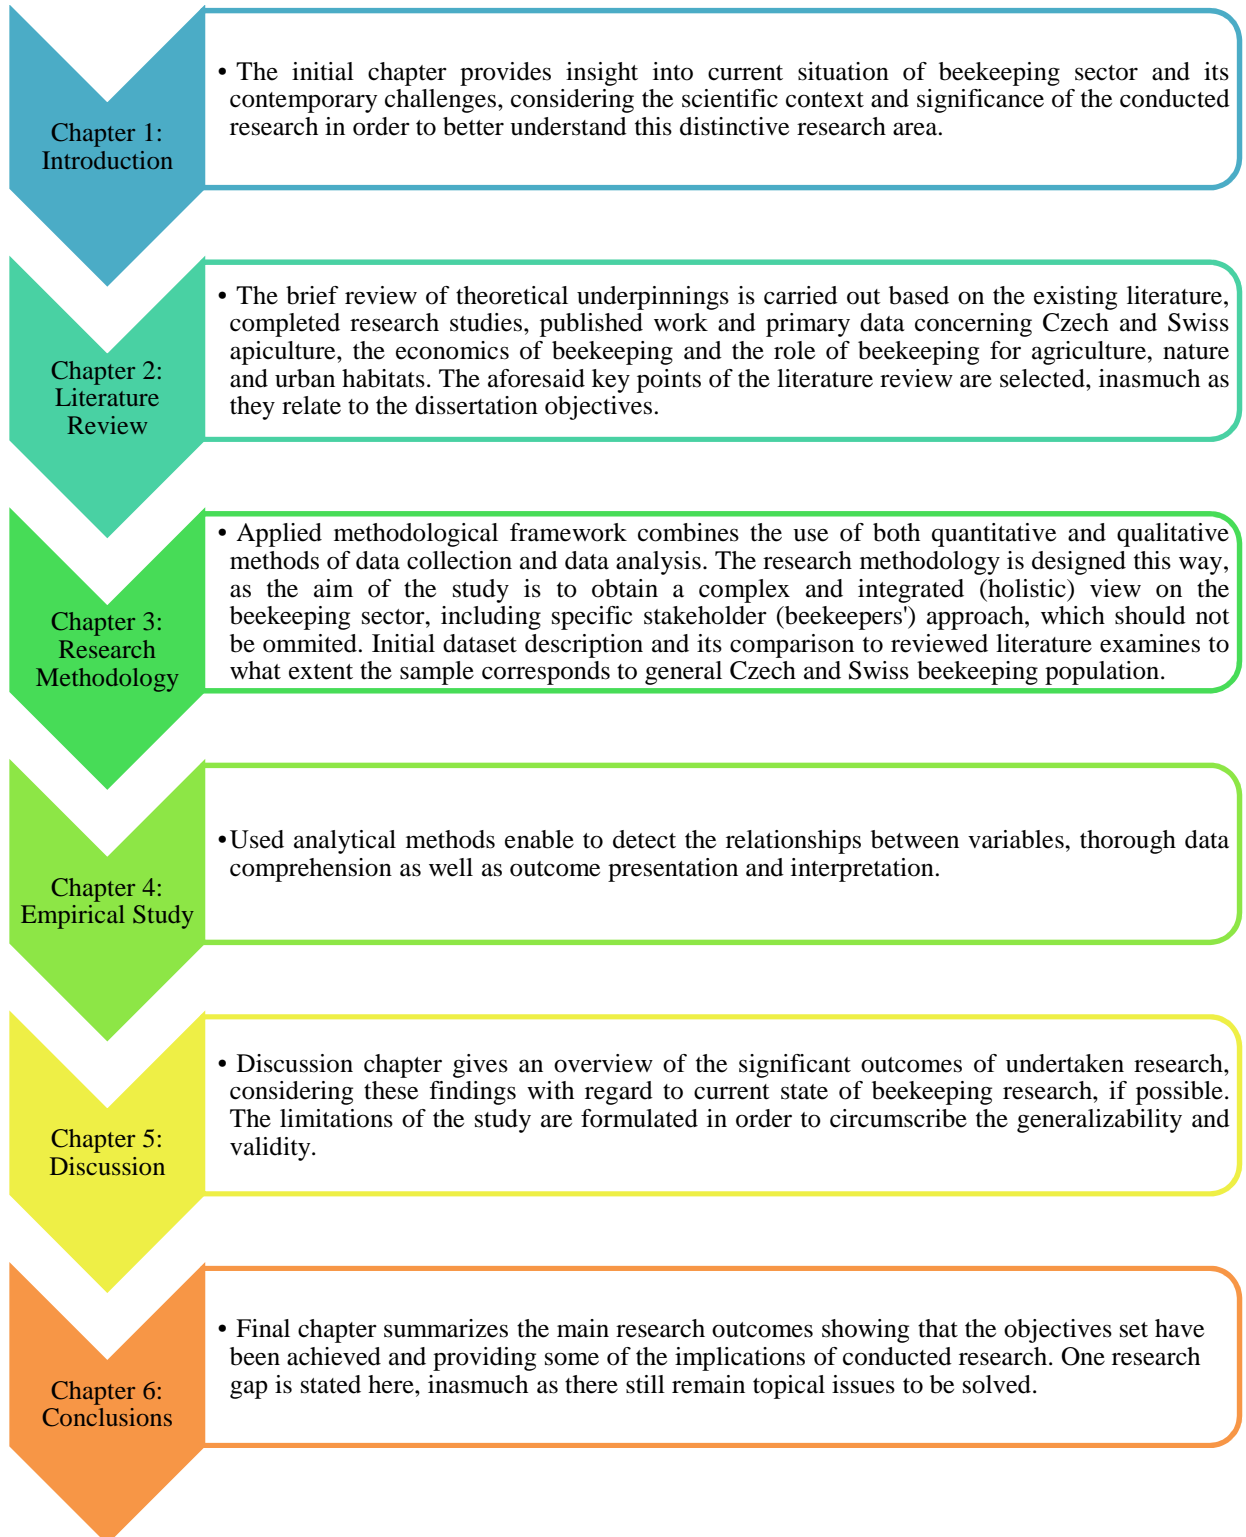 Chapter 1:
Introduction
• The initial chapter provides insight into current situation of beekeeping sector and its
contemporary challenges, considering the scientific context and significance of the conducted
research in order to better understand this distinctive research area.
Chapter 2:
Literature
Review
• The brief review of theoretical underpinnings is carried out based on the existing literature,
completed research studies, published work and primary data concerning Czech and Swiss
apiculture, the economics of beekeeping and the role of beekeeping for agriculture, nature
and urban habitats. The aforesaid key points of the literature review are selected, inasmuch as
they relate to the dissertation objectives.
Chapter 3:
Research
Methodology
• Applied methodological framework combines the use of both quantitative and qualitative
methods of data collection and data analysis. The research methodology is designed this way,
as the aim of the study is to obtain a complex and integrated (holistic) view on the
beekeeping sector, including specific stakeholder (beekeepers') approach, which should not
be ommited. Initial dataset description and its comparison to reviewed literature examines to
what extent the sample corresponds to general Czech and Swiss beekeeping population.
Chapter 4:
Empirical Study
•Used analytical methods enable to detect the relationships between variables, thorough data
comprehension as well as outcome presentation and interpretation.
Chapter 5:
Discussion
• Discussion chapter gives an overview of the significant outcomes of undertaken research,
considering these findings with regard to current state of beekeeping research, if possible.
The limitations of the study are formulated in order to circumscribe the generalizability and
validity.
Chapter 6:
Conclusions
• Final chapter summarizes the main research outcomes showing that the objectives set have
been achieved and providing some of the implications of conducted research. One research
gap is stated here, inasmuch as there still remain topical issues to be solved.